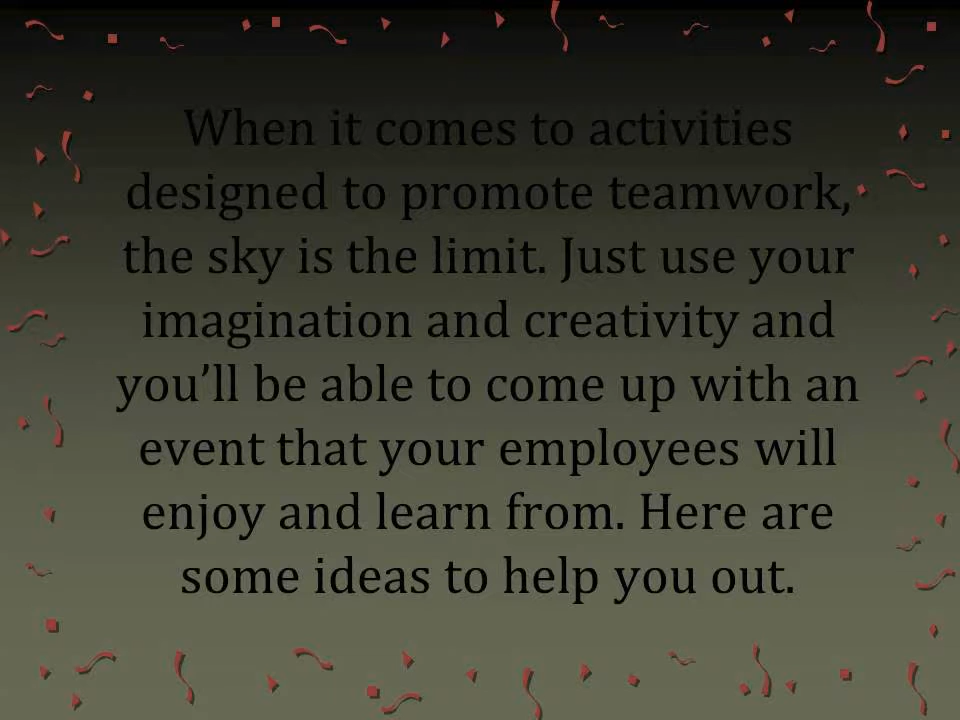 When it comes to activities
designed to promote teamwork,
the sky is the limit. Just use your
imagination and creativity and
you’ll be able to come up with an
event that your employees will
enjoy and learn from. Here are
some ideas to help you out.